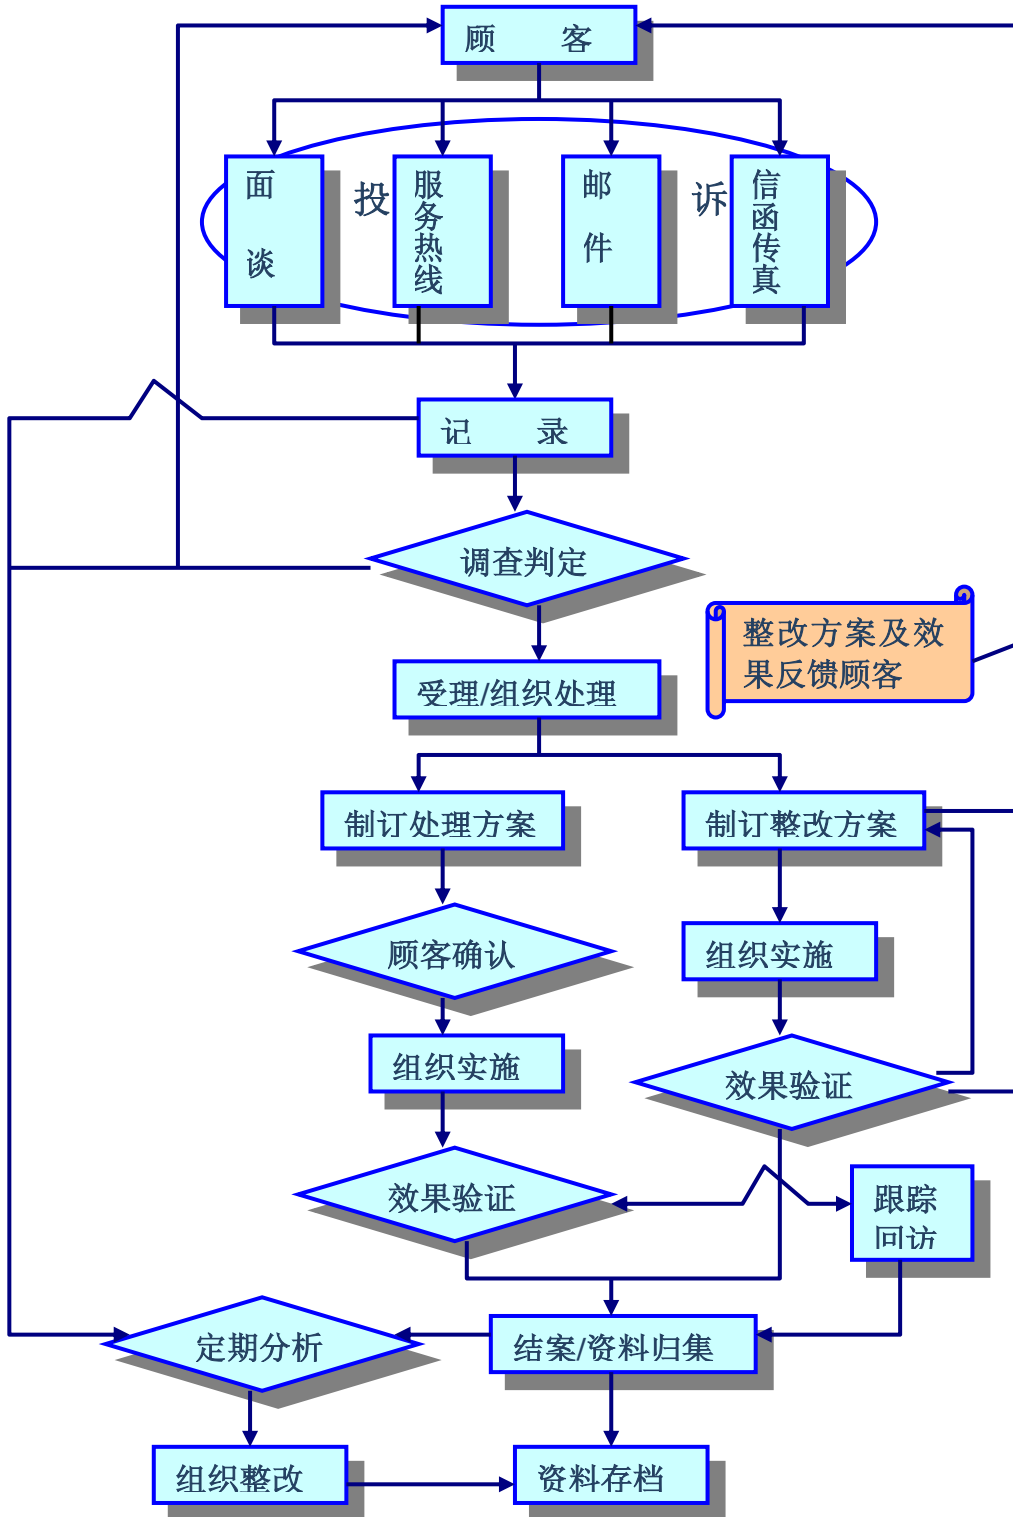 顾 客
投 诉
面 谈
服务热线
邮 件
信函传真
记 录
调查判定
整改方案及效
果反馈顾客
受理/组织处理
制订处理方案
制订整改方案
顾客确认
组织实施
组织实施
效果验证
效果验证
跟踪
回访
定期分析
结案/资料归集
组织整改
资料存档